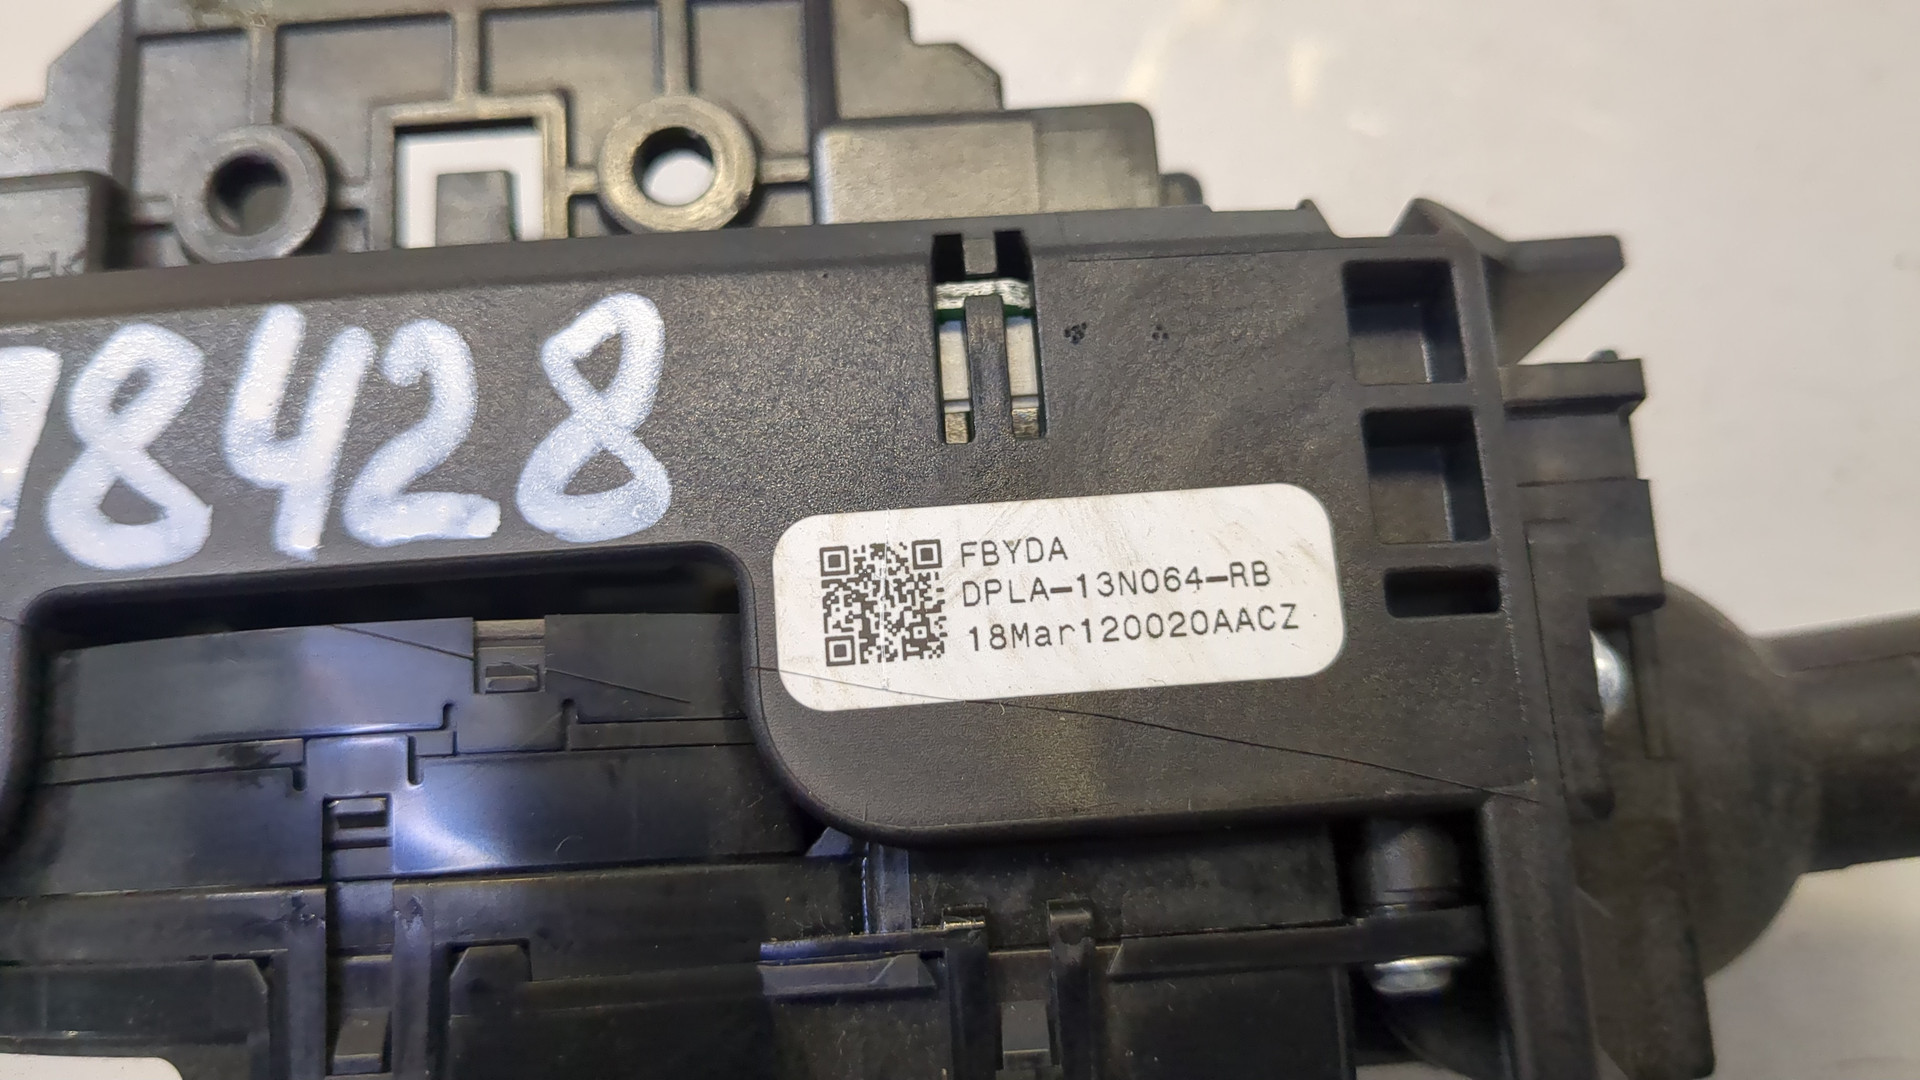 8428
FBYDA
DPLA-13N064-RB
18Mar120020AACZ